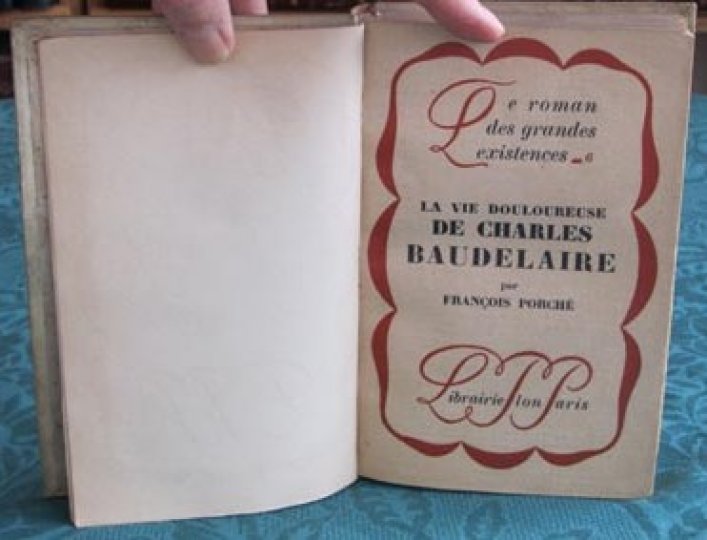 Le roman
des grandes
existences _ 6
LA VIE DOULOUREUSE
DE CHARLES
BAUDELAIRE
par
FRANÇOIS PORCHÉ
Librairie Plon Paris